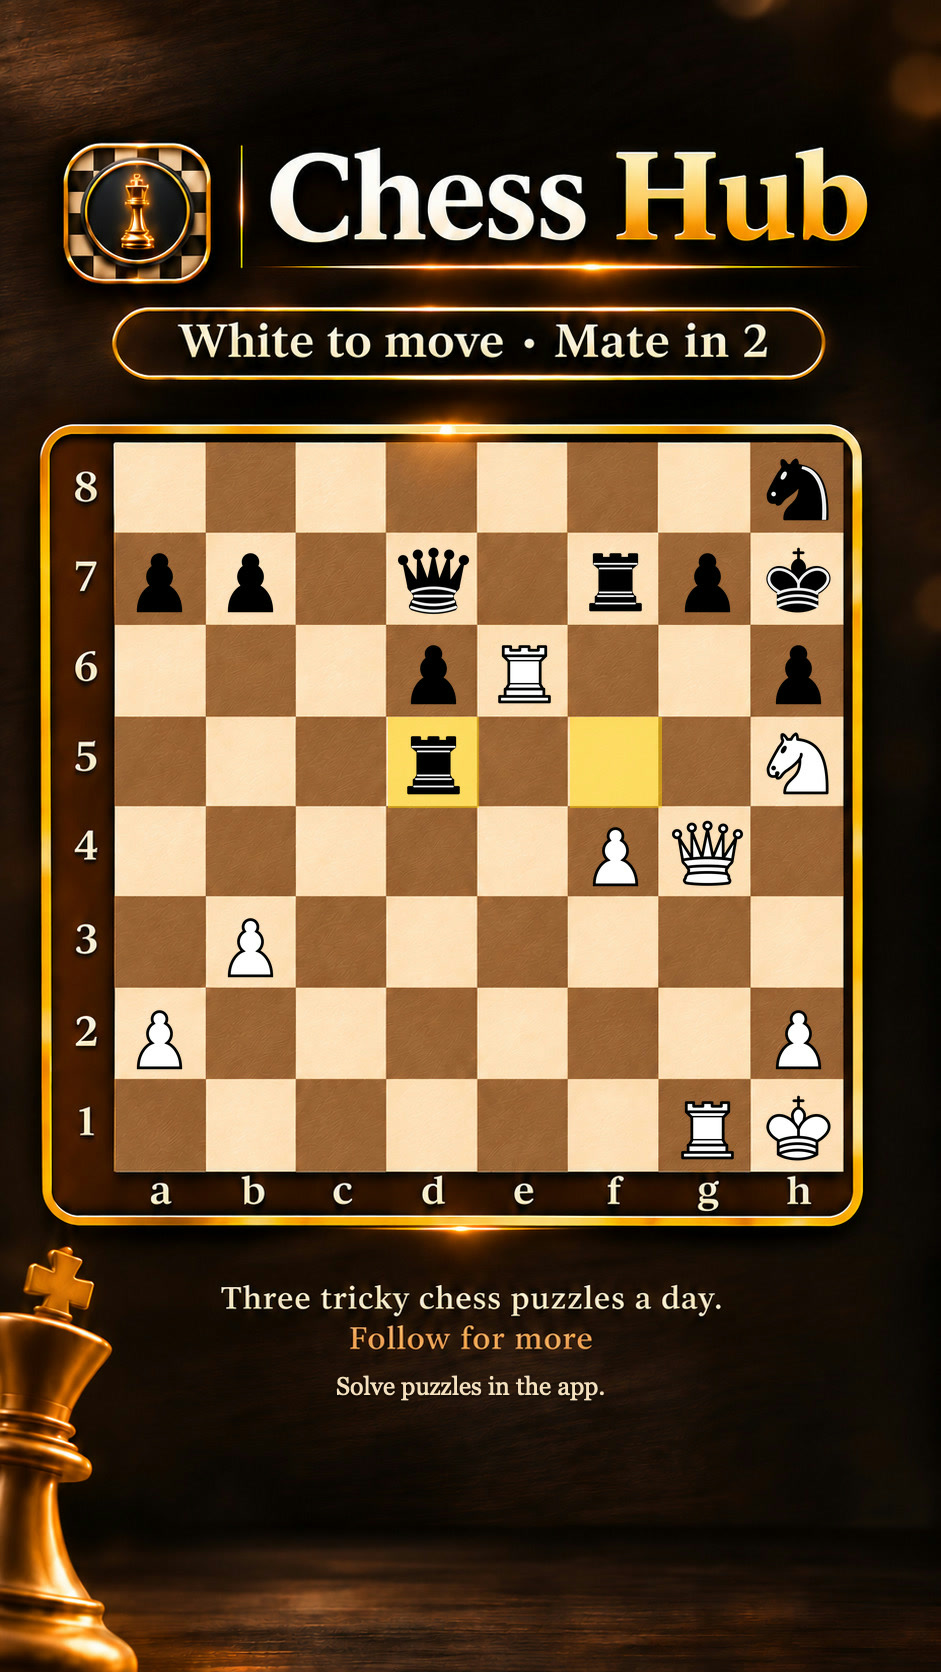 Chess Hub
White to move • Mate in 2
8
7
6
5
4
3
2
1
a b c d e f g h
Three tricky chess puzzles a day.
Follow for more
Solve puzzles in the app.